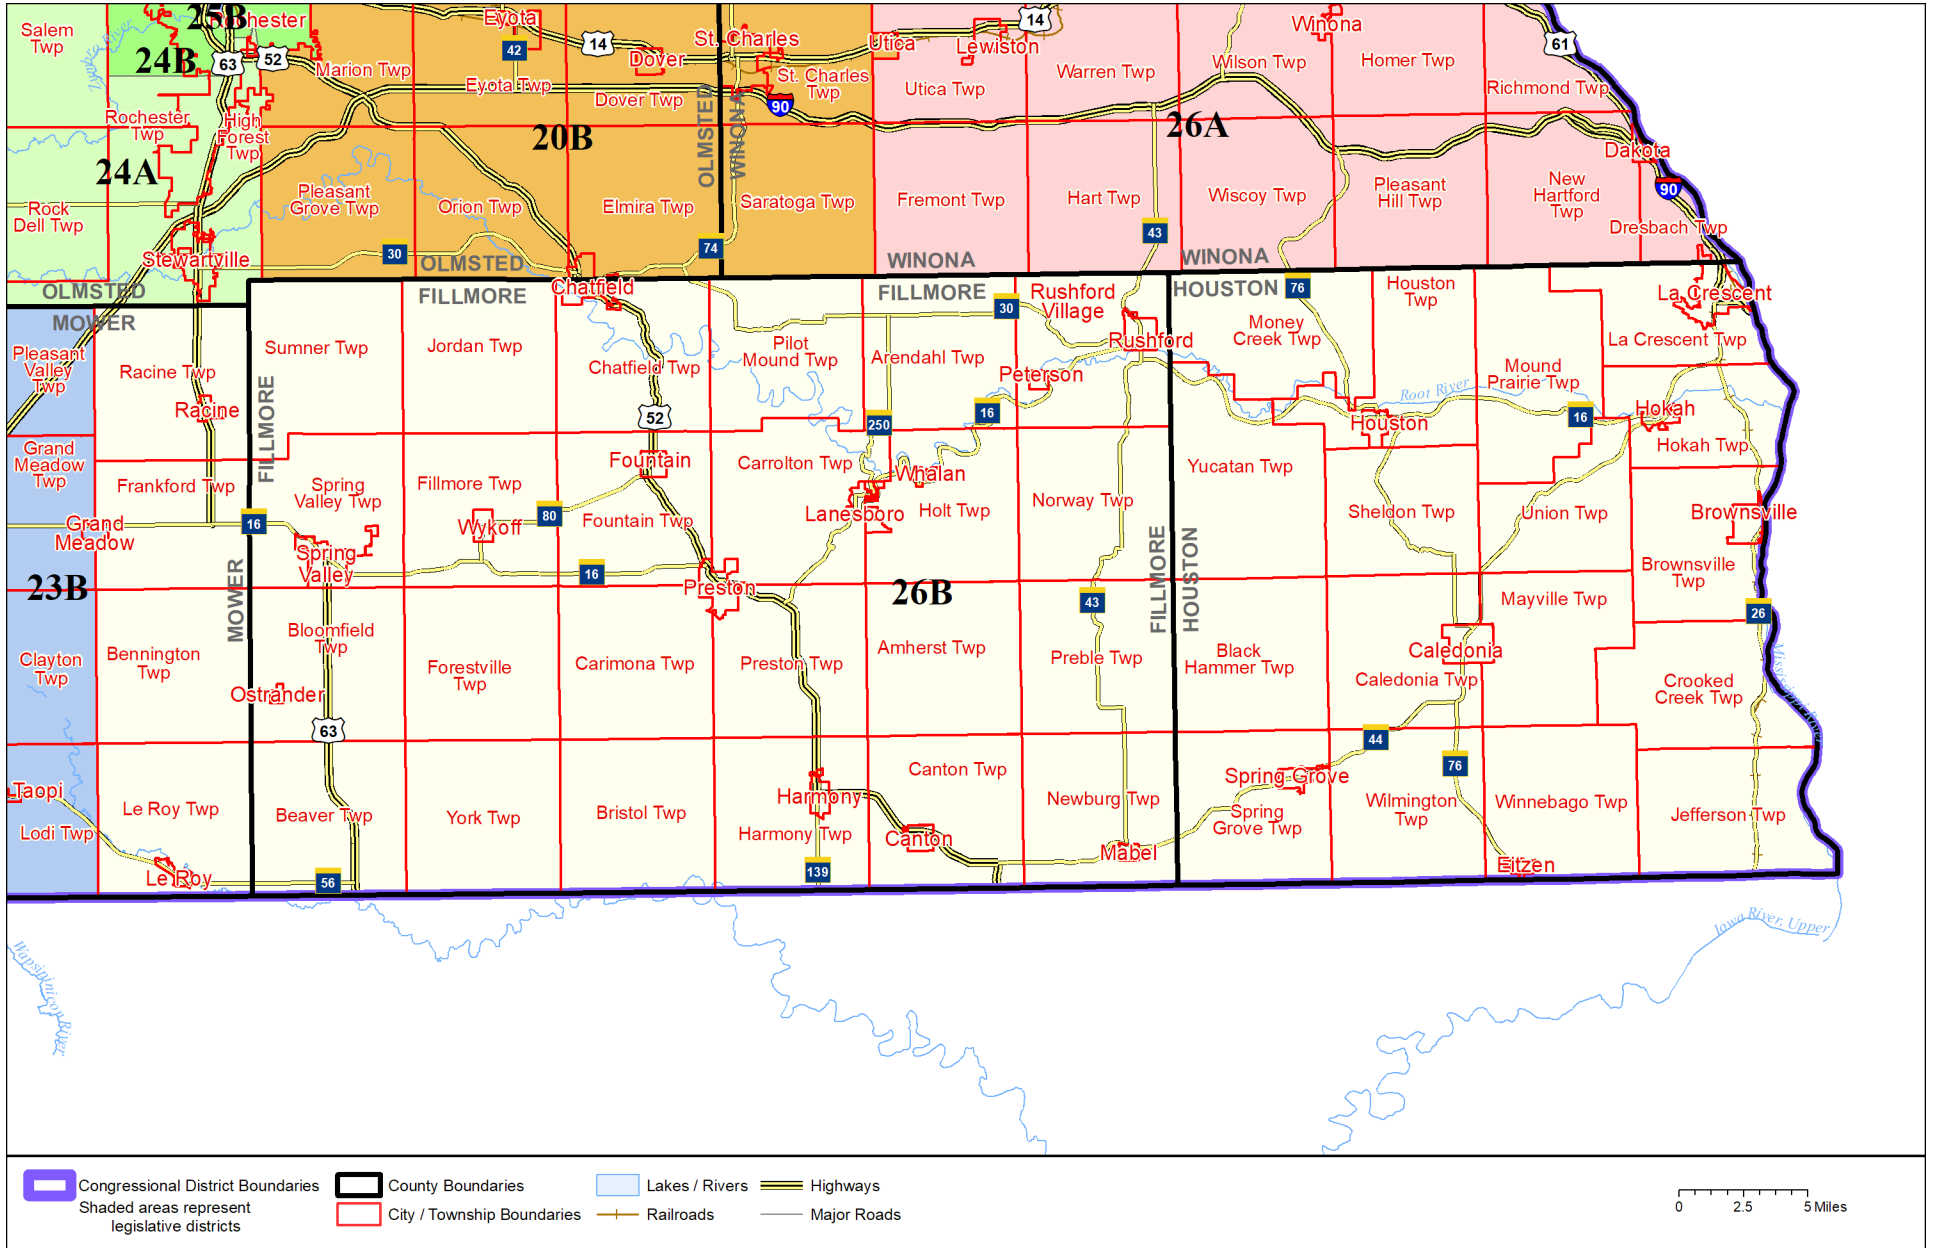 25B
Rochester
Eyota
14
Winona
Salem
Twp
Zumbro River
24B
63
52
42
14
St. Charles
Utica
Lewiston
61
Marion Twp
Dover
Eyota Twp
Dover Twp
St. Charles
Twp
90
Utica Twp
Warren Twp
Wilson Twp
Homer Twp
Richmond Twp
Rochester
Twp
High
Forest
Twp
20B
OLMSTED
WINONA
26A
Dakota
24A
90
Rock
Dell Twp
Pleasant
Grove Twp
Orion Twp
Elmira Twp
Saratoga Twp
Fremont Twp
Hart Twp
Wiscoy Twp
Pleasant
Hill Twp
New
Hartford
Twp
Dresbach Twp
Stewartville
30
74
43
OLMSTED
OLMSTED
WINONA
WINONA
MOWER
FILLMORE
Chatfield
FILLMORE
30
Rushford
Village
HOUSTON
76
Houston
Twp
La Crescent
Pleasant
Valley
Twp
Racine Twp
Sumner Twp
Jordan Twp
Chatfield Twp
Pilot
Mound Twp
Arendahl Twp
Rushford
Money
Creek Twp
La Crescent Twp
Peterson
Mound
Prairie Twp
Root River
Racine
FILLMORE
52
250
16
Houston
16
Hokah
Hokah Twp
Grand
Meadow
Twp
Frankford Twp
Spring
Valley Twp
Fillmore Twp
Fountain
Carrolton Twp
Whalan
Yucatan Twp
Grand
Meadow
16
Wykoff
80
Fountain Twp
Lanesboro
Holt Twp
Norway Twp
Sheldon Twp
Union Twp
Brownsville
Spring
Valley
16
Preston
FILLMORE
HOUSTON
Brownsville
Twp
23B
MOWER
26B
43
Mayville Twp
26
Clayton
Twp
Bennington
Twp
Bloomfield
Twp
Forestville
Twp
Carimona Twp
Preston Twp
Amherst Twp
Preble Twp
Black
Hammer Twp
Caledonia
Caledonia Twp
Crooked
Creek Twp
Mississippi River
Ostrander
63
44
76
Taopi
Lodi Twp
Le Roy Twp
Beaver Twp
York Twp
Bristol Twp
Harmony
Harmony Twp
Canton Twp
Newburg Twp
Spring Grove
Spring
Grove Twp
Wilmington
Twp
Winnebago Twp
Jefferson Twp
Canton
Mabel
Eitzen
Le Roy
56
139
Wapsipinicon River
Iowa River, Upper
Congressional District Boundaries
Shaded areas represent
legislative districts
County Boundaries
City / Township Boundaries
Lakes / Rivers
Railroads
Highways
Major Roads
0 2.5 5 Miles